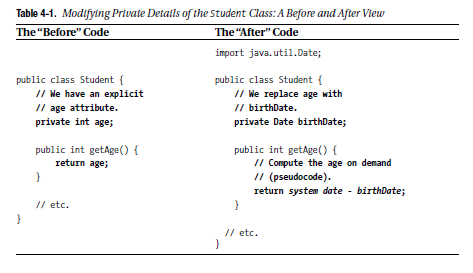 Table 4-1. Modifying Private Details of the Student Class: A Before and After View
The “Before” Code
public class Student {
// We have an explicit
// age attribute.
private int age;
public int getAge() {
return age;
}
// etc.
}
The “After” Code
import java.util.Date;
public class Student {
// We replace age with
// birthDate.
private Date birthDate;
public int getAge() {
// Compute the age on demand
// (pseudocode).
return system date - birthDate;
}
// etc.
}